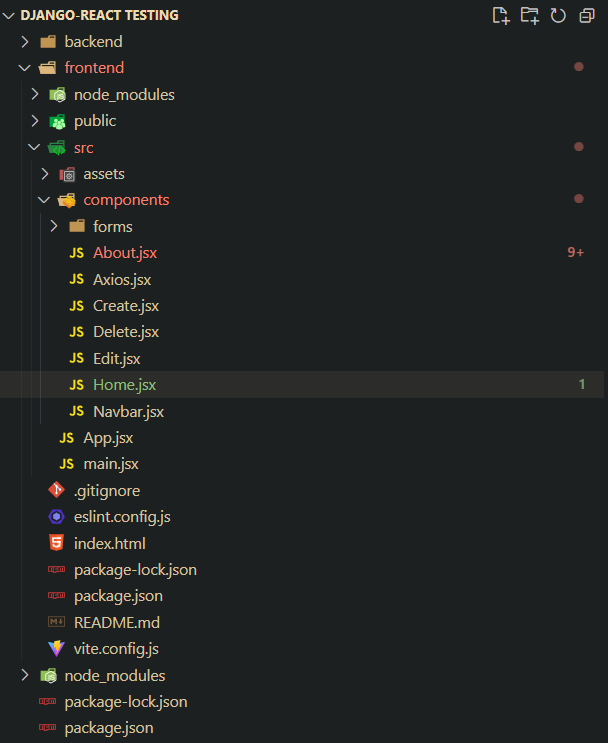 DJANGO-REACT TESTING
backend
frontend
node_modules
public
src
assets
components
forms
JS About.jsx 9+
JS Axios.jsx
JS Create.jsx
JS Delete.jsx
JS Edit.jsx
JS Home.jsx 1
JS Navbar.jsx
JS App.jsx
JS main.jsx
.gitignore
eslint.config.js
index.html
package-lock.json
package.json
README.md
vite.config.js
node_modules
package-lock.json
package.json